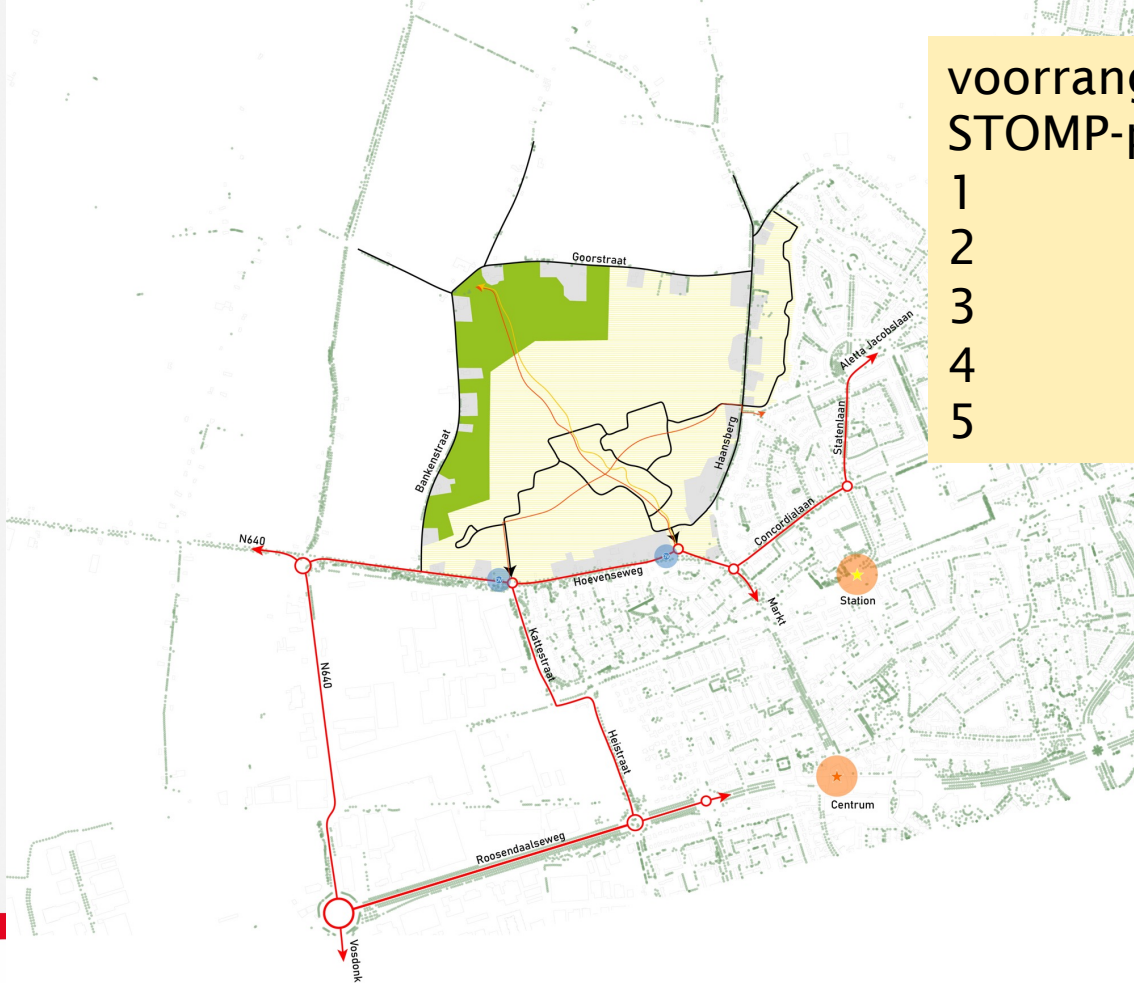 voorrang
STOMP-p
1
2
3
4
5
Goorstraat
Aletta Jacobslaan
Statenlaan
Haansberg
Bankenstraat
Concordialaan
N640
Hoevenseweg
Station
Markt
Kattestraat
N640
Heistraat
Centrum
Roosendaalseweg
Vosdonk